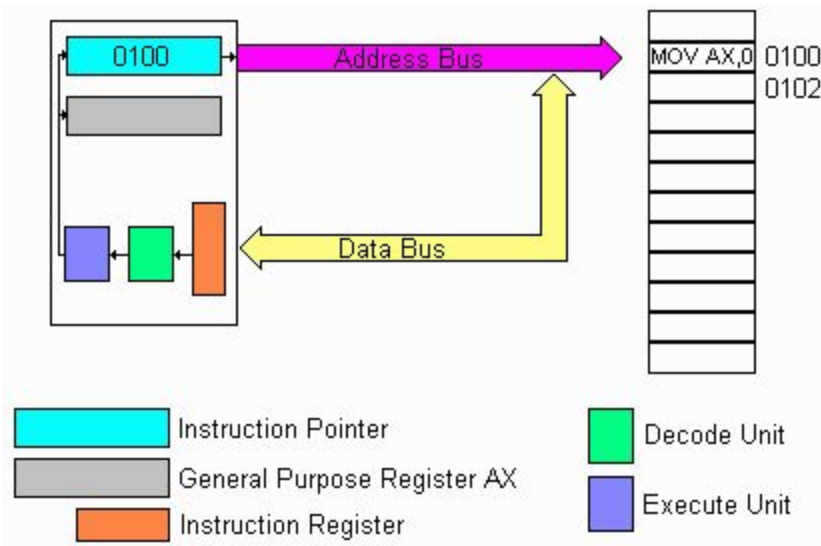 0100
Address Bus
MOV AX,0
0100
0102
Data Bus
Instruction Pointer
General Purpose Register AX
Instruction Register
Decode Unit
Execute Unit